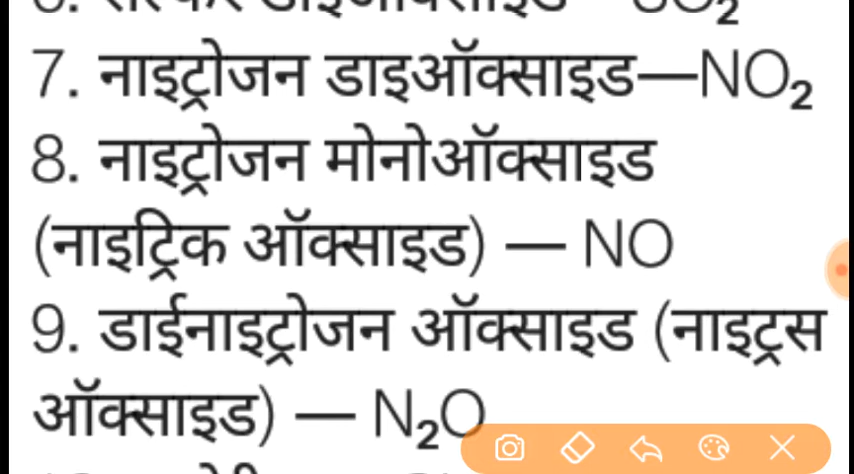 7. नाइट्रोजन डाइऑक्साइड—NO₂
8. नाइट्रोजन मोनोऑक्साइड
(नाइट्रिक ऑक्साइड) — NO
9. डाईनाइट्रोजन ऑक्साइड (नाइट्रस
ऑक्साइड) — N₂O